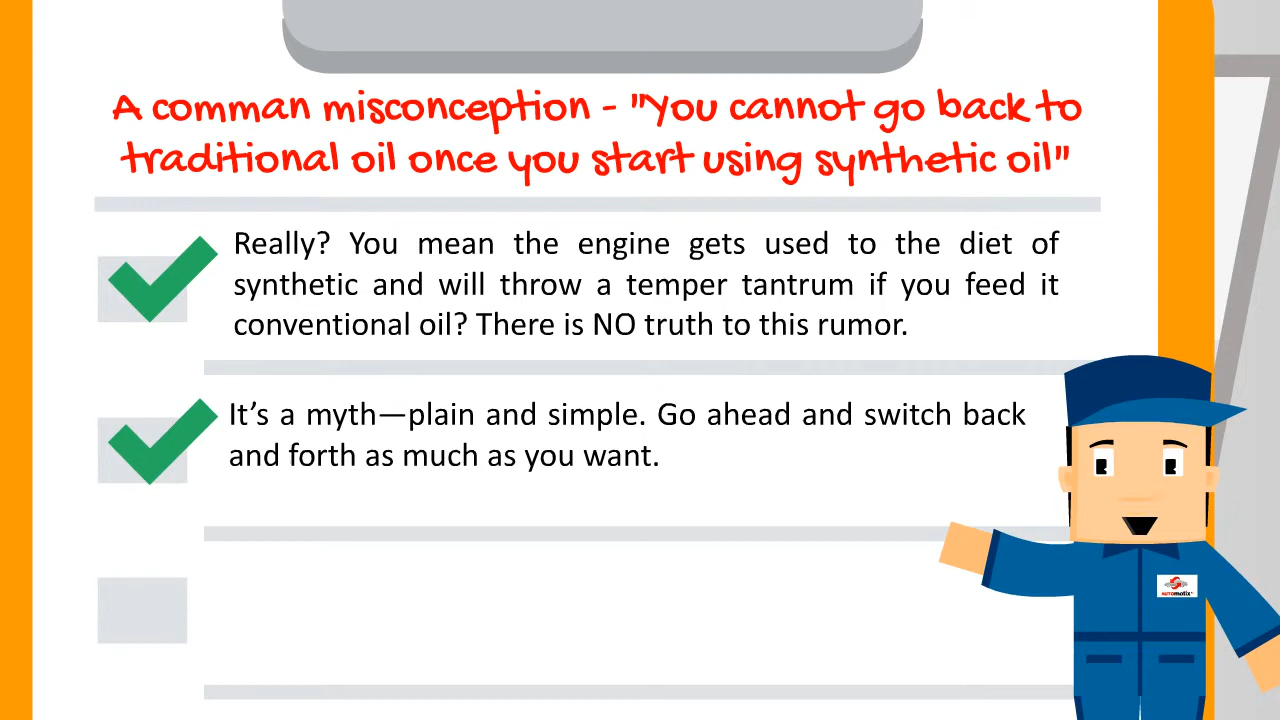 A comman misconception - "You cannot go back to
traditional oil once you start using synthetic oil"
Really? You mean the engine gets used to the diet of
synthetic and will throw a temper tantrum if you feed it
conventional oil? There is NO truth to this rumor.
It’s a myth—plain and simple. Go ahead and switch back
and forth as much as you want.
AUTOmotix